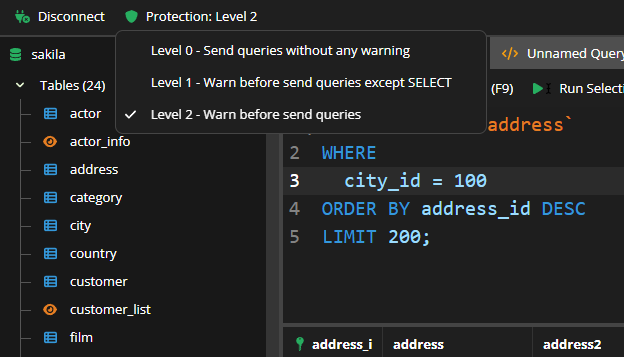 Disconnect
Protection: Level 2
sakila
Level 0 - Send queries without any warning
Level 1 - Warn before send queries except SELECT
Level 2 - Warn before send queries
Unnamed Query
Tables (24)
(F9)
Run Selecti
actor
actor_info
address
category
city
country
customer
customer_list
film
address`
2 WHERE
3 city_id = 100
4 ORDER BY address_id DESC
5 LIMIT 200;
address_i
address
address2